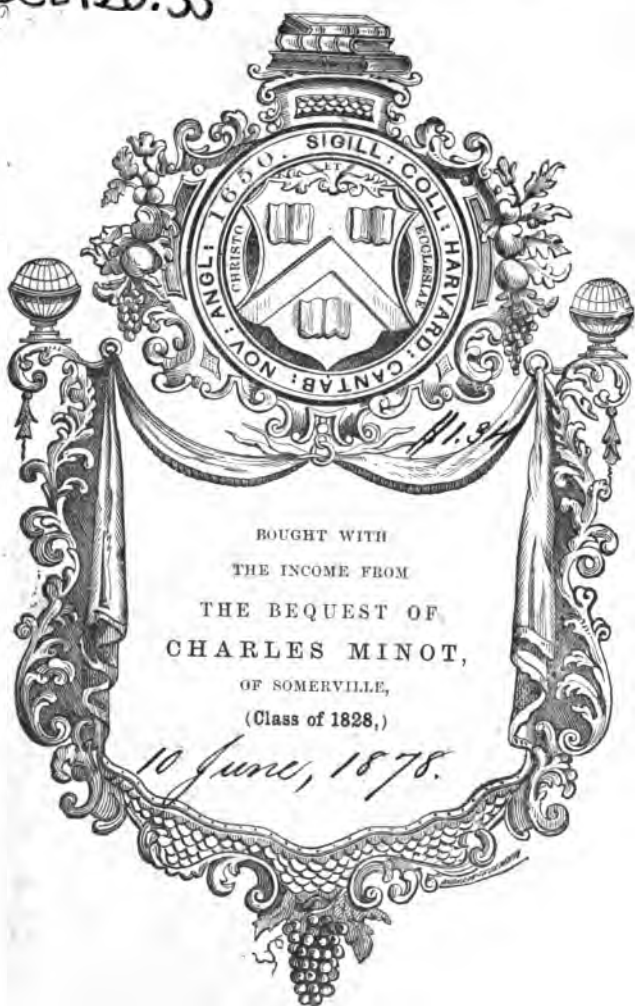 SIGILL: COLL: HARVARD: CANTAB: NOV: ANGL: 1650.
ET
CHRISTO
ECCLESIAE
BOUGHT WITH
THE INCOME FROM
THE BEQUEST OF
CHARLES MINOT,
OF SOMERVILLE,
(Class of 1828,)
10 June, 1878.